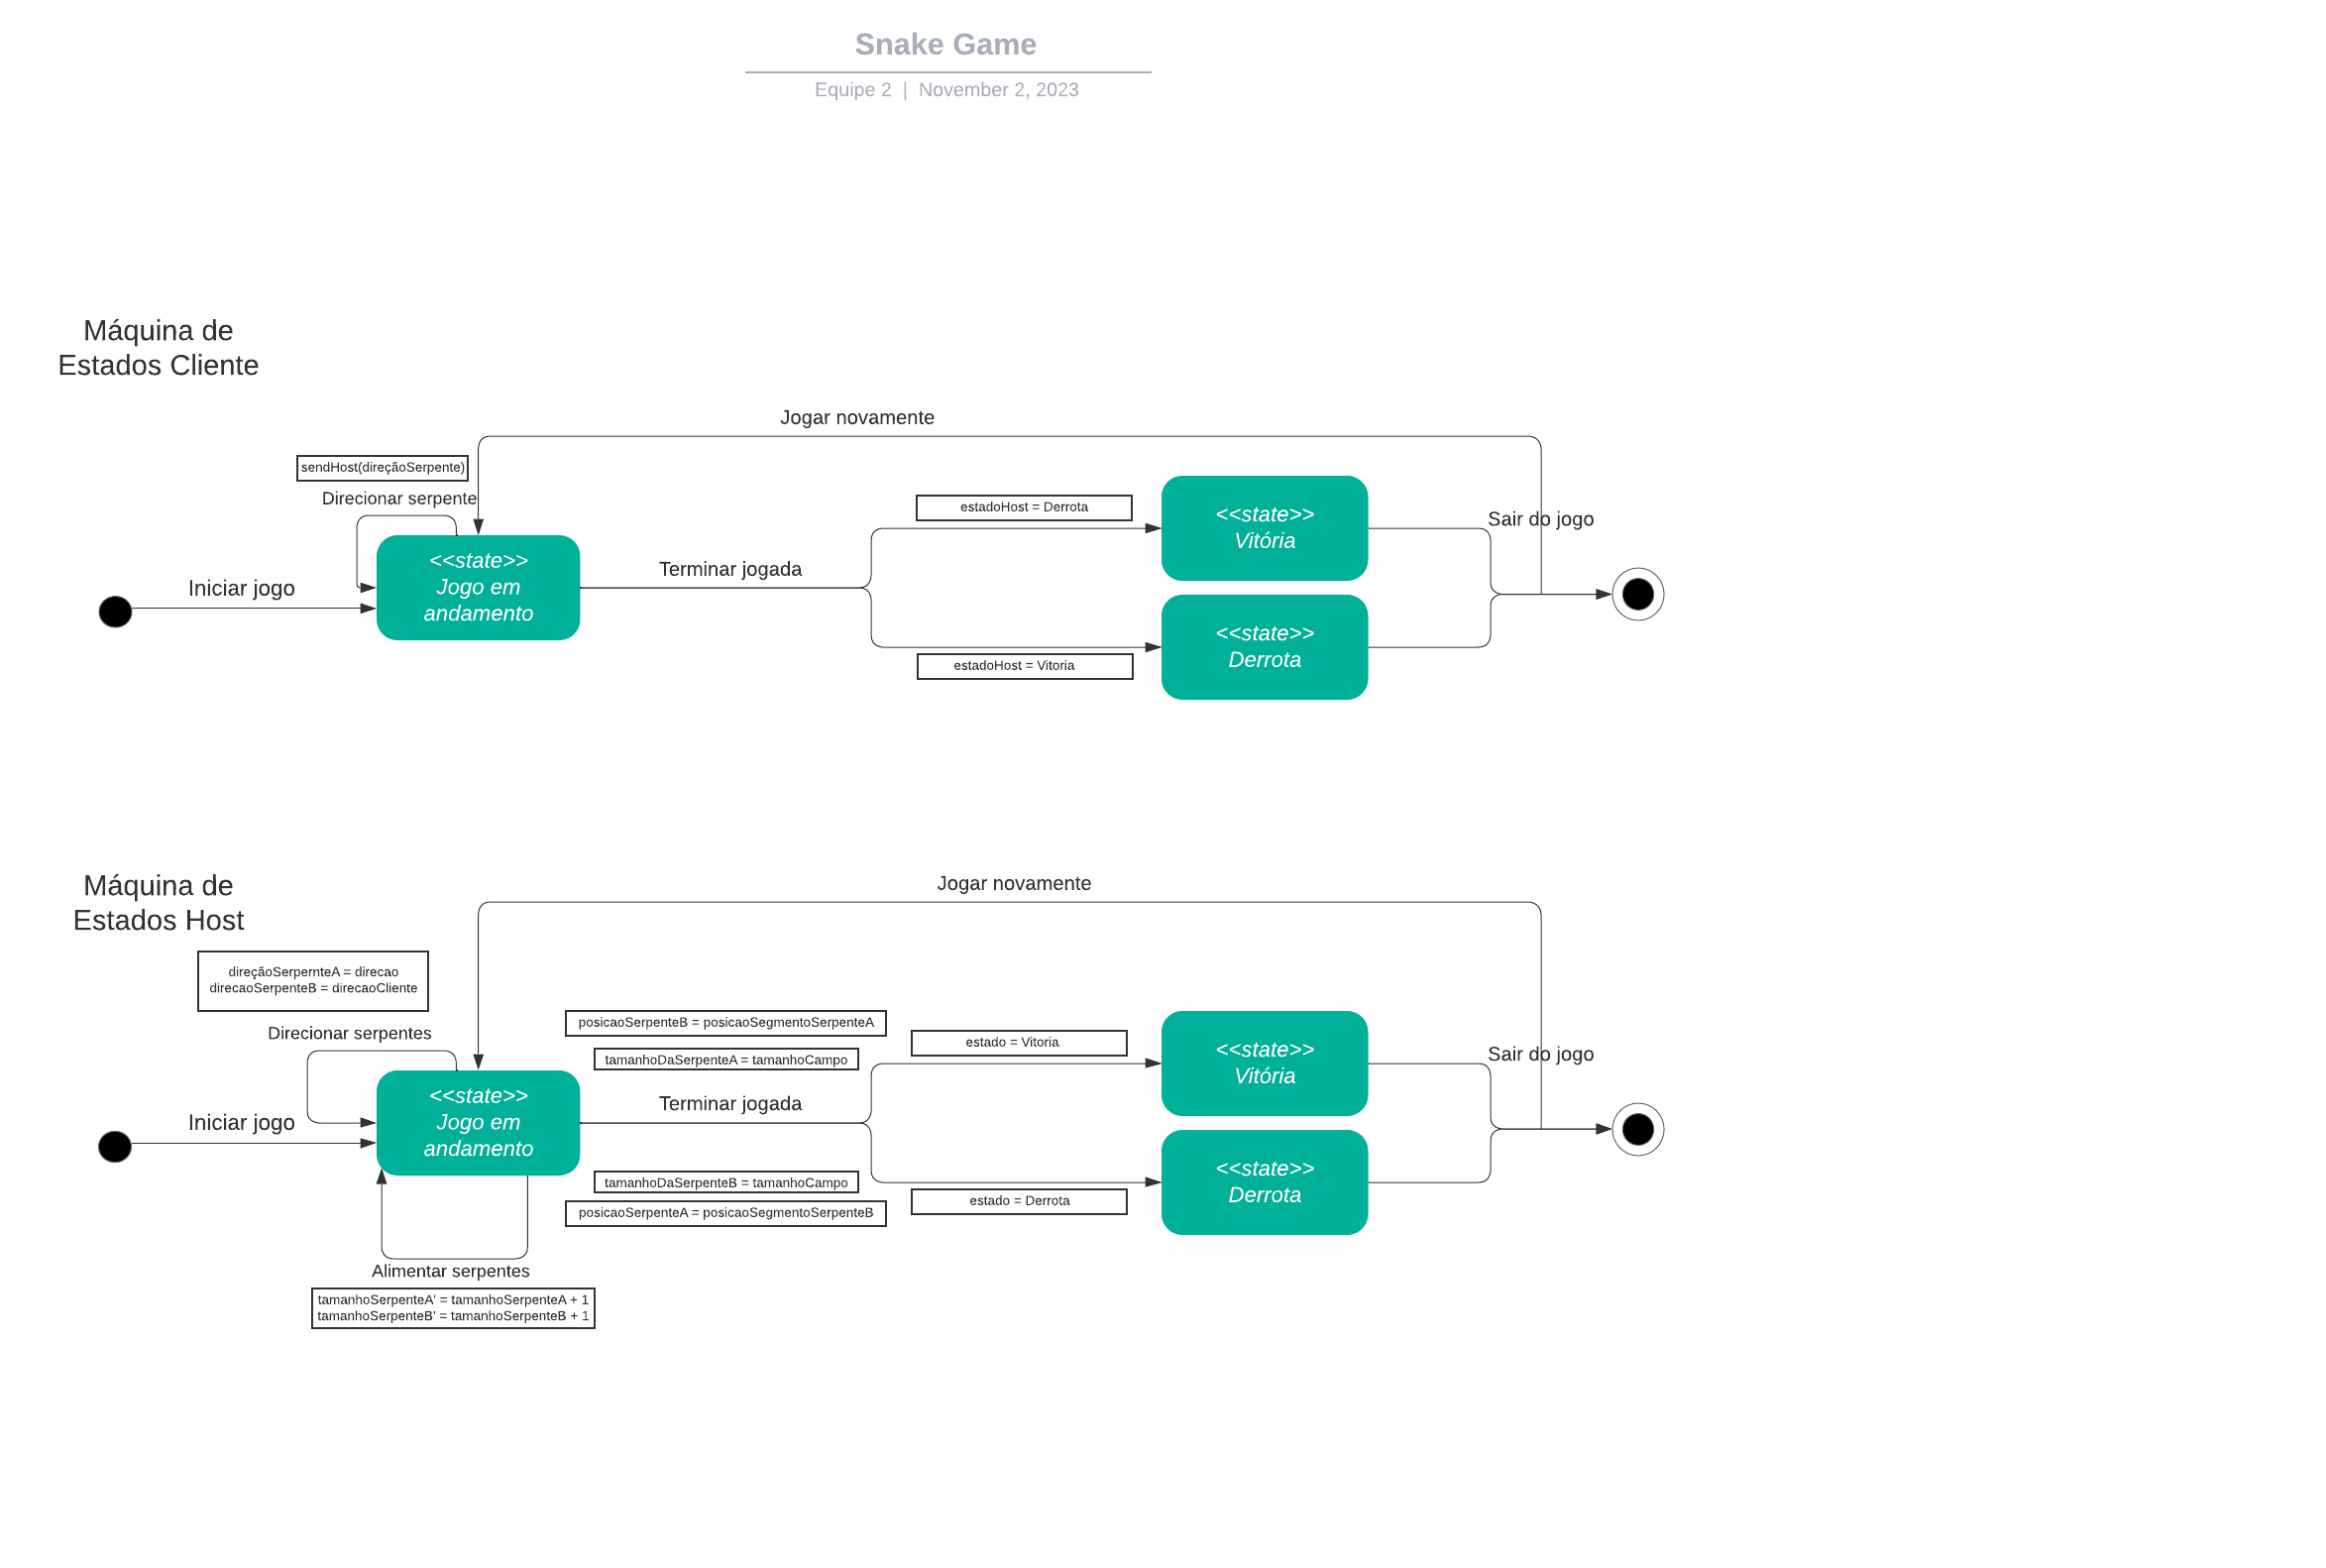 Snake Game
Equipe 2 | November 2, 2023
Máquina de
Estados Cliente
Jogar novamente
sendHost(direçãoSerpente)
Direcionar serpente
Iniciar jogo
<<state>>
Jogo em
andamento
Terminar jogada
estadoHost = Derrota
estadoHost = Vitoria
<<state>>
Vitória
<<state>>
Derrota
Sair do jogo
Máquina de
Estados Host
Jogar novamente
direçãoSerpernteA = direcao
direcaoSerpenteB = direcaoCliente
Direcionar serpentes
Iniciar jogo
<<state>>
Jogo em
andamento
posicaoSerpenteB = posicaoSegmentoSerpenteA
tamanhoDaSerpenteA = tamanhoCampo
Terminar jogada
tamanhoDaSerpenteB = tamanhoCampo
posicaoSerpenteA = posicaoSegmentoSerpenteB
estado = Vitoria
estado = Derrota
<<state>>
Vitória
<<state>>
Derrota
Sair do jogo
Alimentar serpentes
tamanhoSerpenteA' = tamanhoSerpenteA + 1
tamanhoSerpenteB' = tamanhoSerpenteB + 1